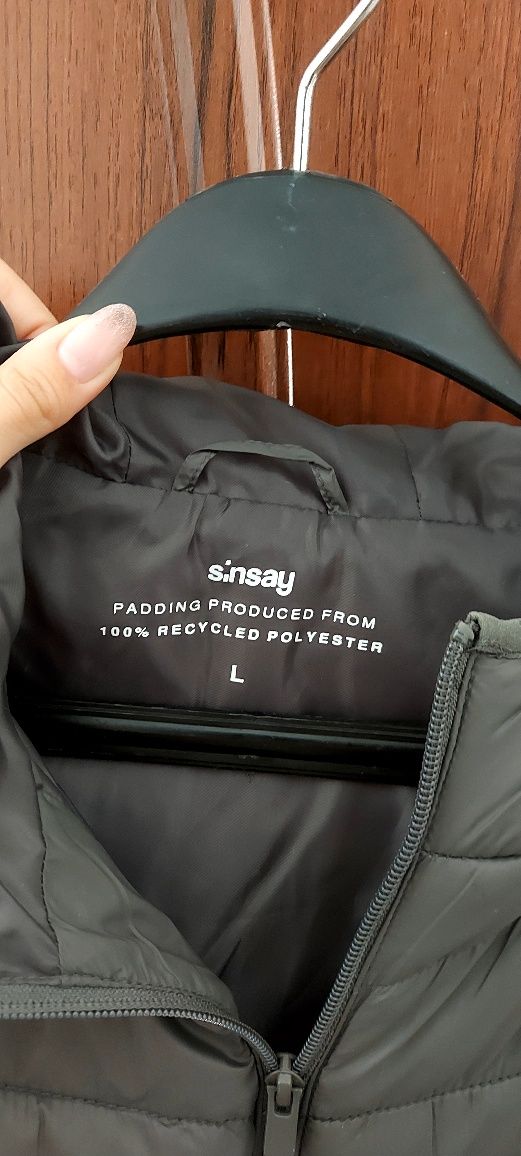 sinsay
PADDING PRODUCED FROM
100% RECYCLED POLYESTER
L